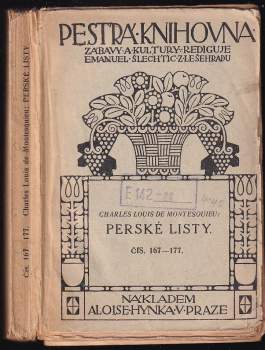 Čís. 167–177. Charles Louis de Montesquieu: PERSKÉ LISTY
PESTRÁ·KNIHOVNA
ZÁBAVY·A·KULTURY·REDIGUJE
EMANUEL·ŠLECHTIC·Z·LEŠEHRADU
CHARLES LOUIS DE MONTESQUIEU:
PERSKÉ LISTY.
ČÍS. 167—177.
NÁKLADEM
ALOISE·HYNKA·V·PRAZE